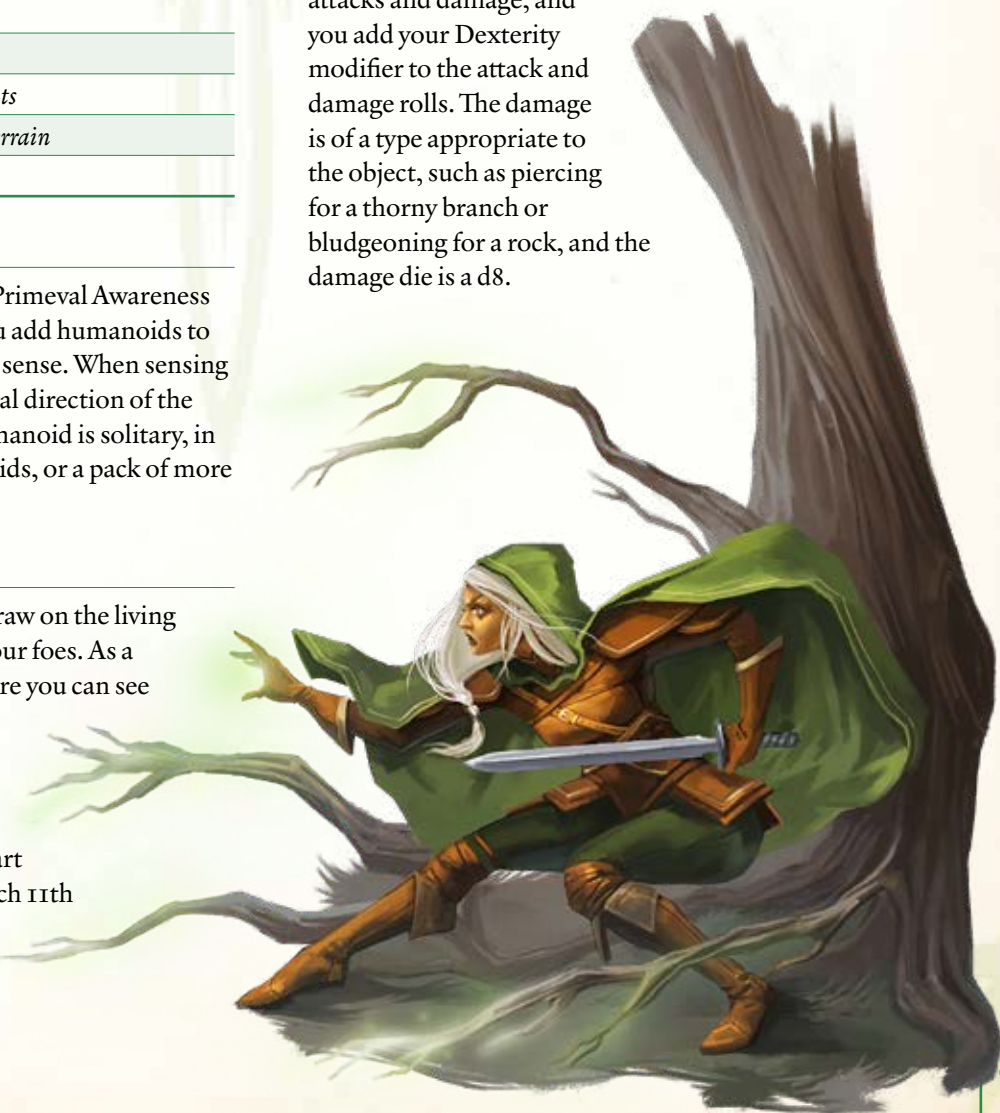 ts
rrain
Primeval Awareness
u add humanoids to
sense. When sensing
al direction of the
manoid is solitary, in
ids, or a pack of more
raw on the living
ur foes. As a
re you can see
art
ch 11th
attacks and damage, and
you add your Dexterity
modifier to the attack and
damage rolls. The damage
is of a type appropriate to
the object, such as piercing
for a thorny branch or
bludgeoning for a rock, and the
damage die is a d8.